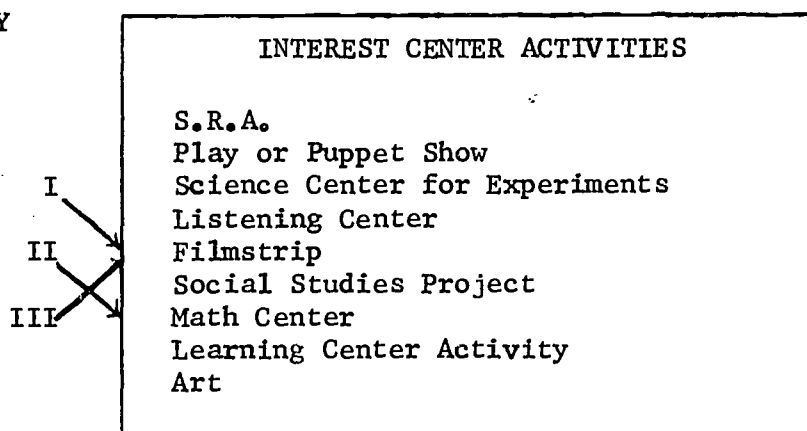 Y
INTEREST CENTER ACTIVITIES
S.R.A.
Play or Puppet Show
Science Center for Experiments
I
Listening Center
II
Filmstrip
Social Studies Project
III
Math Center
Learning Center Activity
Art